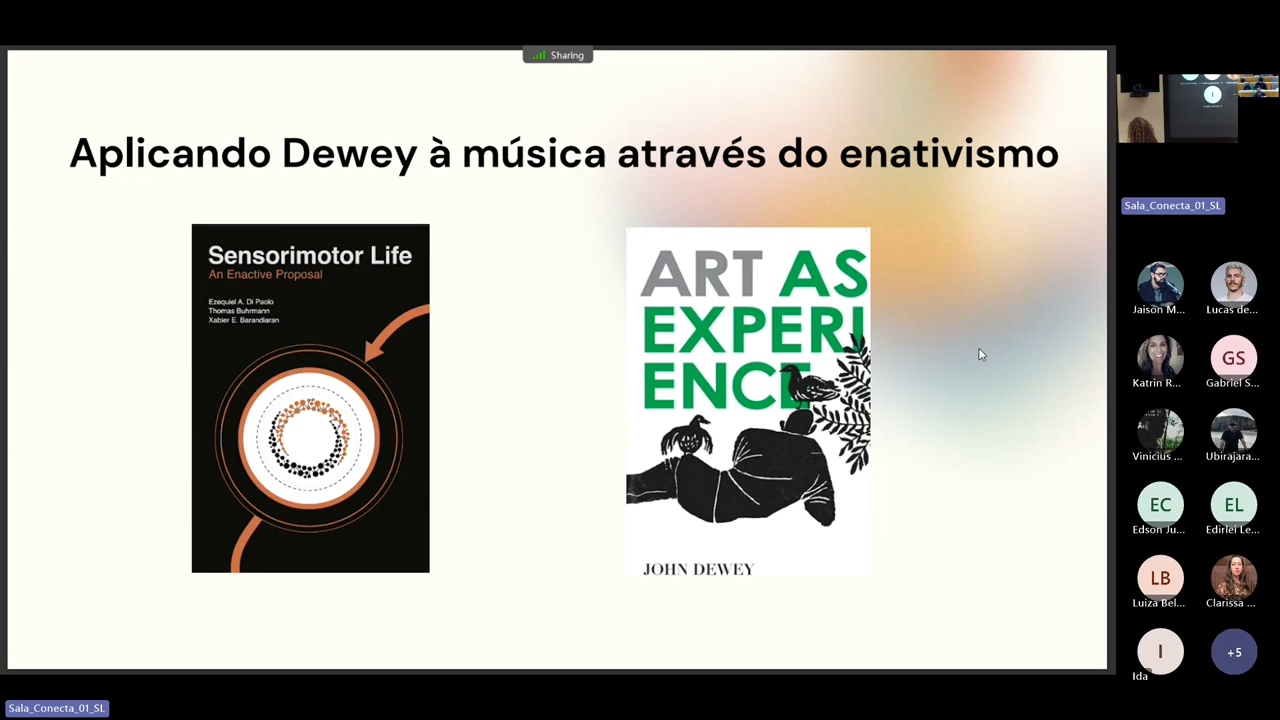 Sharing
Aplicando Dewey à música através do enativismo
Sensorimotor Life
An Enactive Proposal
Ezequiel A. Di Paolo
Thomas Buhrmann
Xabier E. Barandiaran
ART AS
EXPERI
ENCE
JOHN DEWEY
Sala_Conecta_01_SL
Jaison M...
Lucas de...
Katrin R...
GS
Gabriel S...
Vinicius ...
Ubirajara...
EC
Edson Ju...
EL
Edirlei Le...
LB
Luiza Bel...
Clarissa ...
I
Ida
+5
Sala_Conecta_01_SL